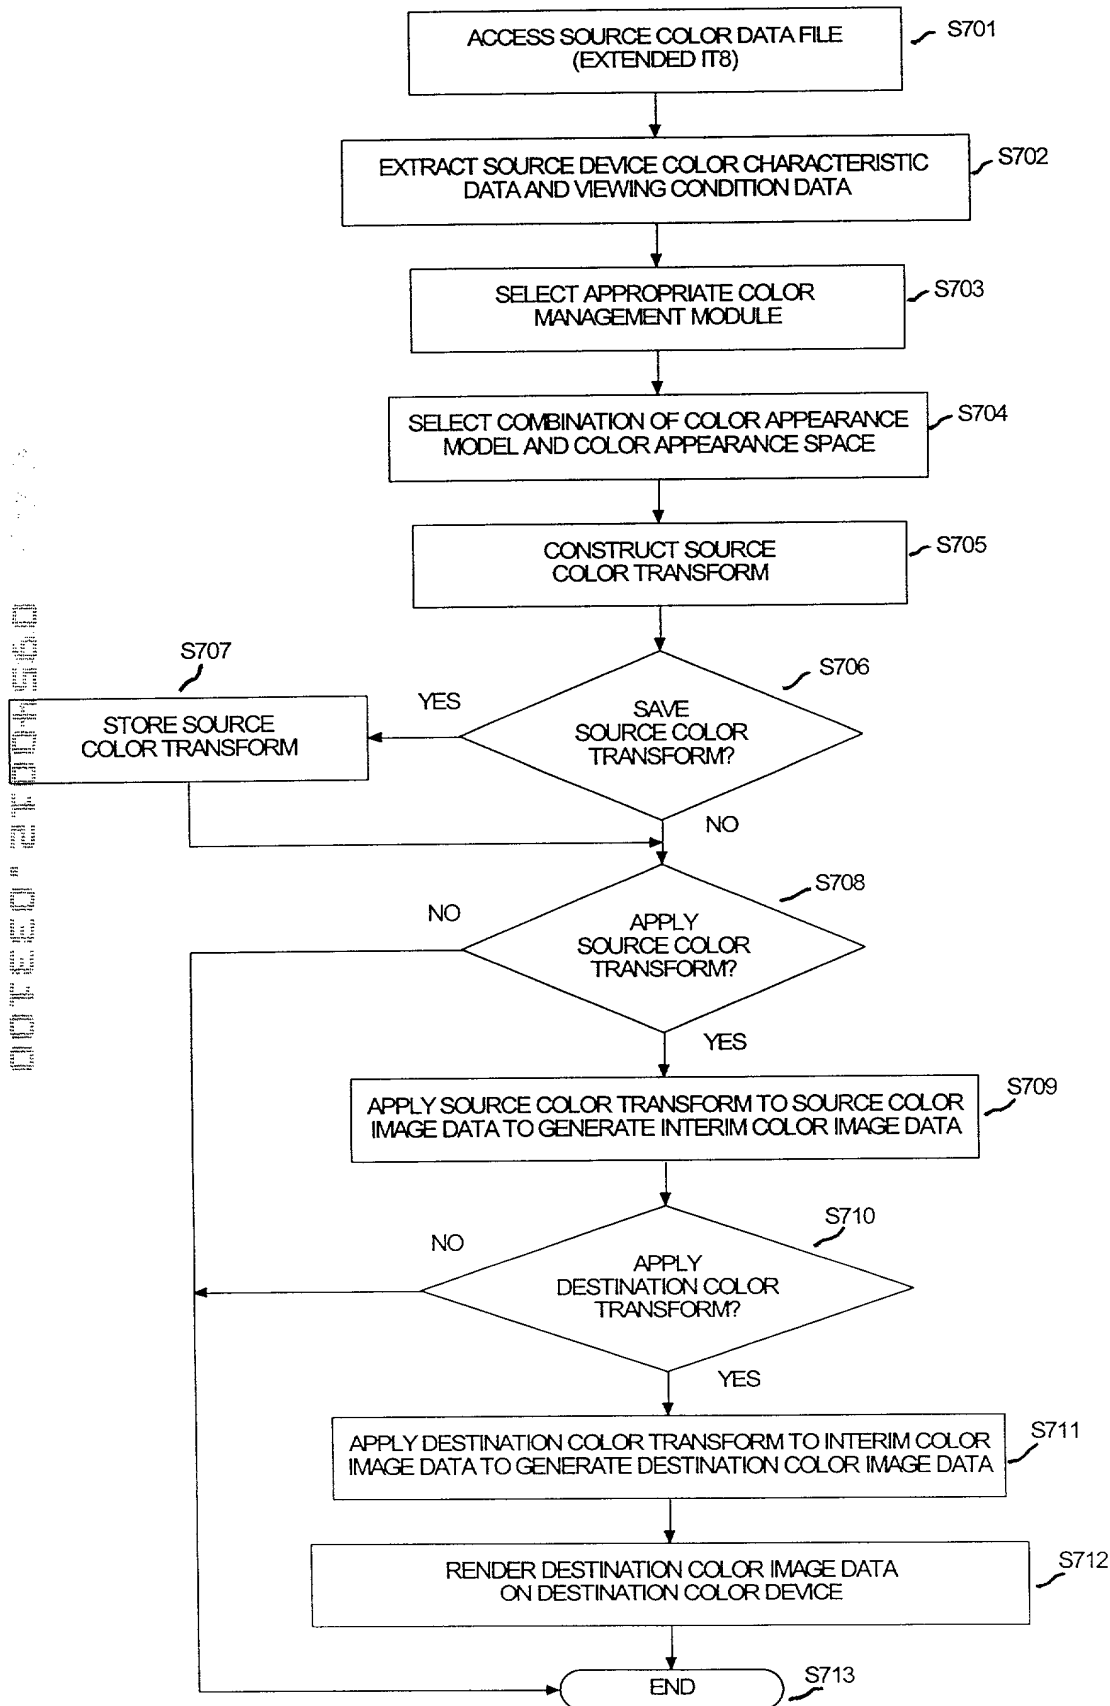 ACCESS SOURCE COLOR DATA FILE
(EXTENDED IT8)
S701
EXTRACT SOURCE DEVICE COLOR CHARACTERISTIC
DATA AND VIEWING CONDITION DATA
S702
SELECT APPROPRIATE COLOR
MANAGEMENT MODULE
S703
SELECT COMBINATION OF COLOR APPEARANCE
MODEL AND COLOR APPEARANCE SPACE
S704
CONSTRUCT SOURCE
COLOR TRANSFORM
S705
S707
STORE SOURCE
COLOR TRANSFORM
YES
SAVE
SOURCE COLOR
TRANSFORM?
S706
NO
NO
APPLY
SOURCE COLOR
TRANSFORM?
S708
YES
APPLY SOURCE COLOR TRANSFORM TO SOURCE COLOR
IMAGE DATA TO GENERATE INTERIM COLOR IMAGE DATA
S709
NO
APPLY
DESTINATION COLOR
TRANSFORM?
S710
YES
APPLY DESTINATION COLOR TRANSFORM TO INTERIM COLOR
IMAGE DATA TO GENERATE DESTINATION COLOR IMAGE DATA
S711
RENDER DESTINATION COLOR IMAGE DATA
ON DESTINATION COLOR DEVICE
S712
END
S713